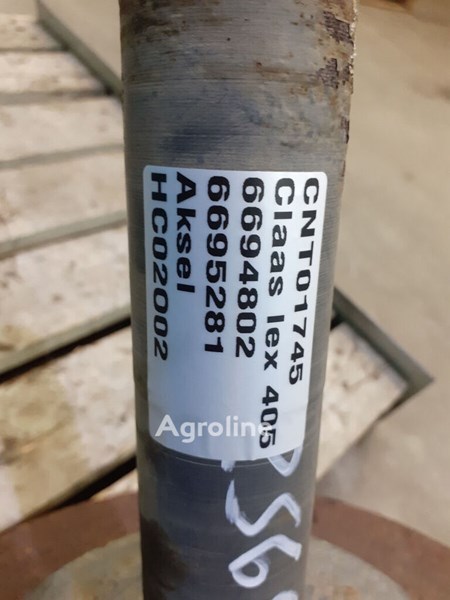 CNT01745
Claas lex 405
6694802
6695281
Aksel
HC02002
Agroline